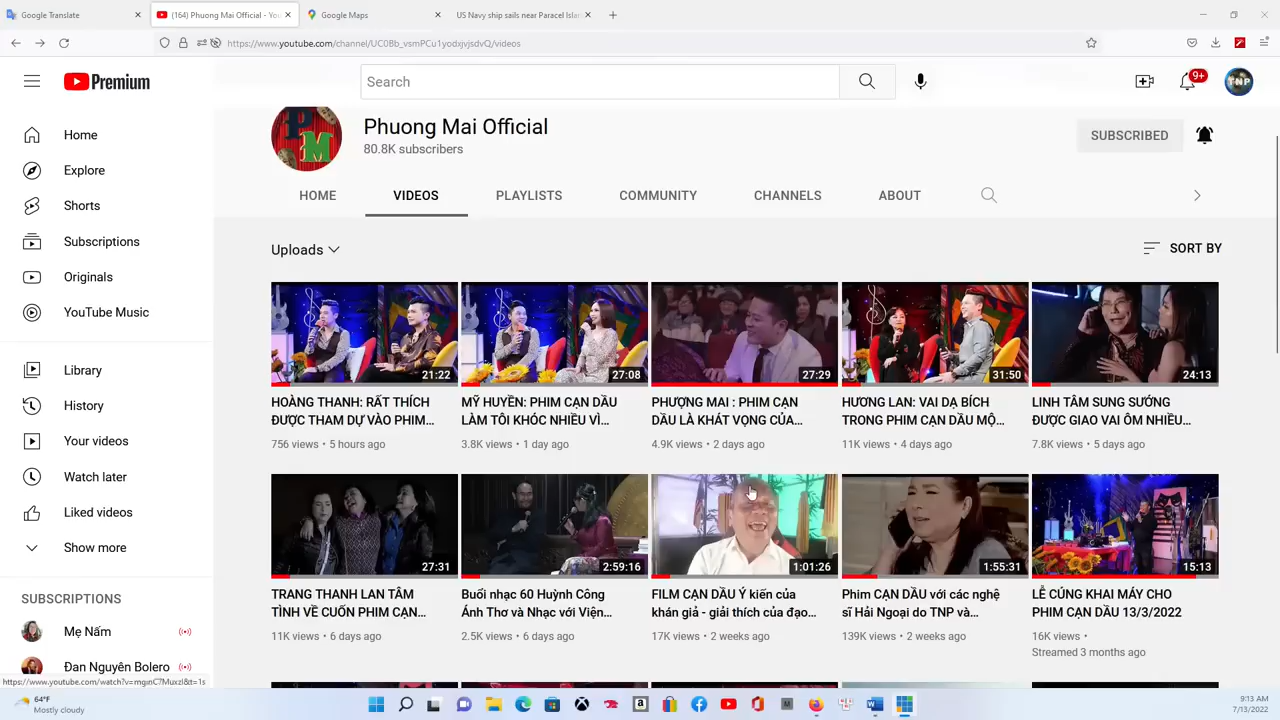 Google Translate
(164) Phuong Mai Official - You
Google Maps
US Navy ship sails near Paracel Islan
https://www.youtube.com/channel/UC0Bb_vsmPCu1yodxjvjsdvQ/videos
Premium
Search
9+
TNP
Home
Explore
Shorts
Subscriptions
Originals
YouTube Music
Library
History
Your videos
Watch later
Liked videos
Show more
SUBSCRIPTIONS
Mẹ Nấm
Đan Nguyên Bolero
P
M
Phuong Mai Official
80.8K subscribers
SUBSCRIBED
HOME VIDEOS PLAYLISTS COMMUNITY CHANNELS ABOUT
Uploads
SORT BY
21:22
HOÀNG THANH: RẤT THÍCH
ĐƯỢC THAM DỰ VÀO PHIM...
756 views • 5 hours ago
27:08
MỸ HUYỀN: PHIM CẠN DẦU
LÀM TÔI KHÓC NHIỀU VÌ...
3.8K views • 1 day ago
27:29
PHƯỢNG MAI : PHIM CẠN
DẦU LÀ KHÁT VỌNG CỦA...
4.9K views • 2 days ago
31:50
HƯƠNG LAN: VAI DẠ BÍCH
TRONG PHIM CẠN DẦU MỘ...
11K views • 4 days ago
24:13
LINH TÂM SUNG SƯỚNG
ĐƯỢC GIAO VAI ÔM NHIỀU...
7.8K views • 5 days ago
27:31
TRANG THANH LAN TÂM
TÌNH VỀ CUỐN PHIM CẠN...
11K views • 6 days ago
2:59:16
Buổi nhạc 60 Huỳnh Công
Ánh Thơ và Nhạc với Viện...
2.5K views • 6 days ago
1:01:26
FILM CẠN DẦU Ý kiến của
khán giả - giải thích của đạo...
17K views • 2 weeks ago
1:55:31
Phim CẠN DẦU với các nghệ
sĩ Hải Ngoại do TNP và...
139K views • 2 weeks ago
15:13
LỄ CÚNG KHAI MÁY CHO
PHIM CẠN DẦU 13/3/2022
16K views •
Streamed 3 months ago
64°F
Mostly cloudy
9:13 AM
7/13/2022